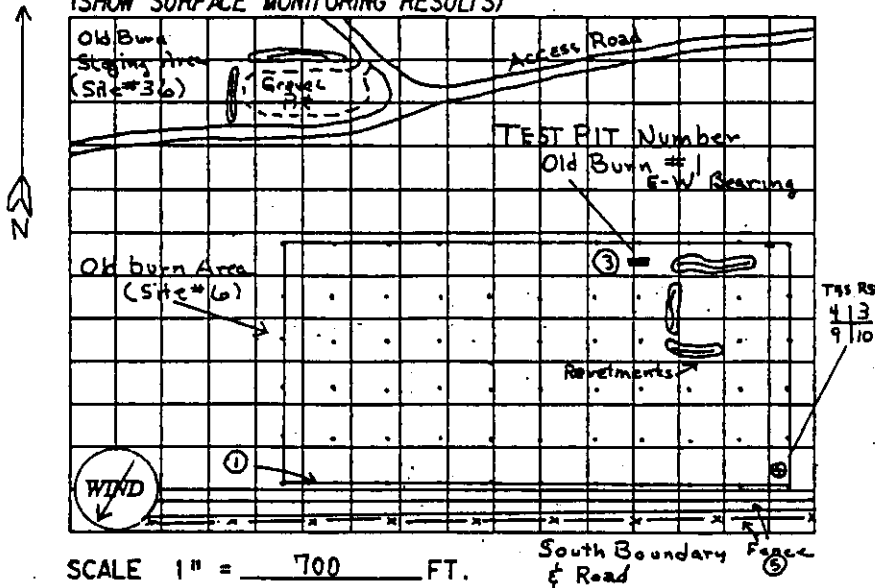 (SHOW SURFACE MONITORING RESULTS)
Old Burn
Staging Area
(Site #36)
Gravel
Pit
Access Road
TEST PIT Number
Old Burn #1
E-W Bearing
N
Old burn Area
(Site #6)
3
4 | 3
9 | 10
Revetments
1
WIND
SCALE 1" = 700 FT.
South Boundary
& Road
Fence
5